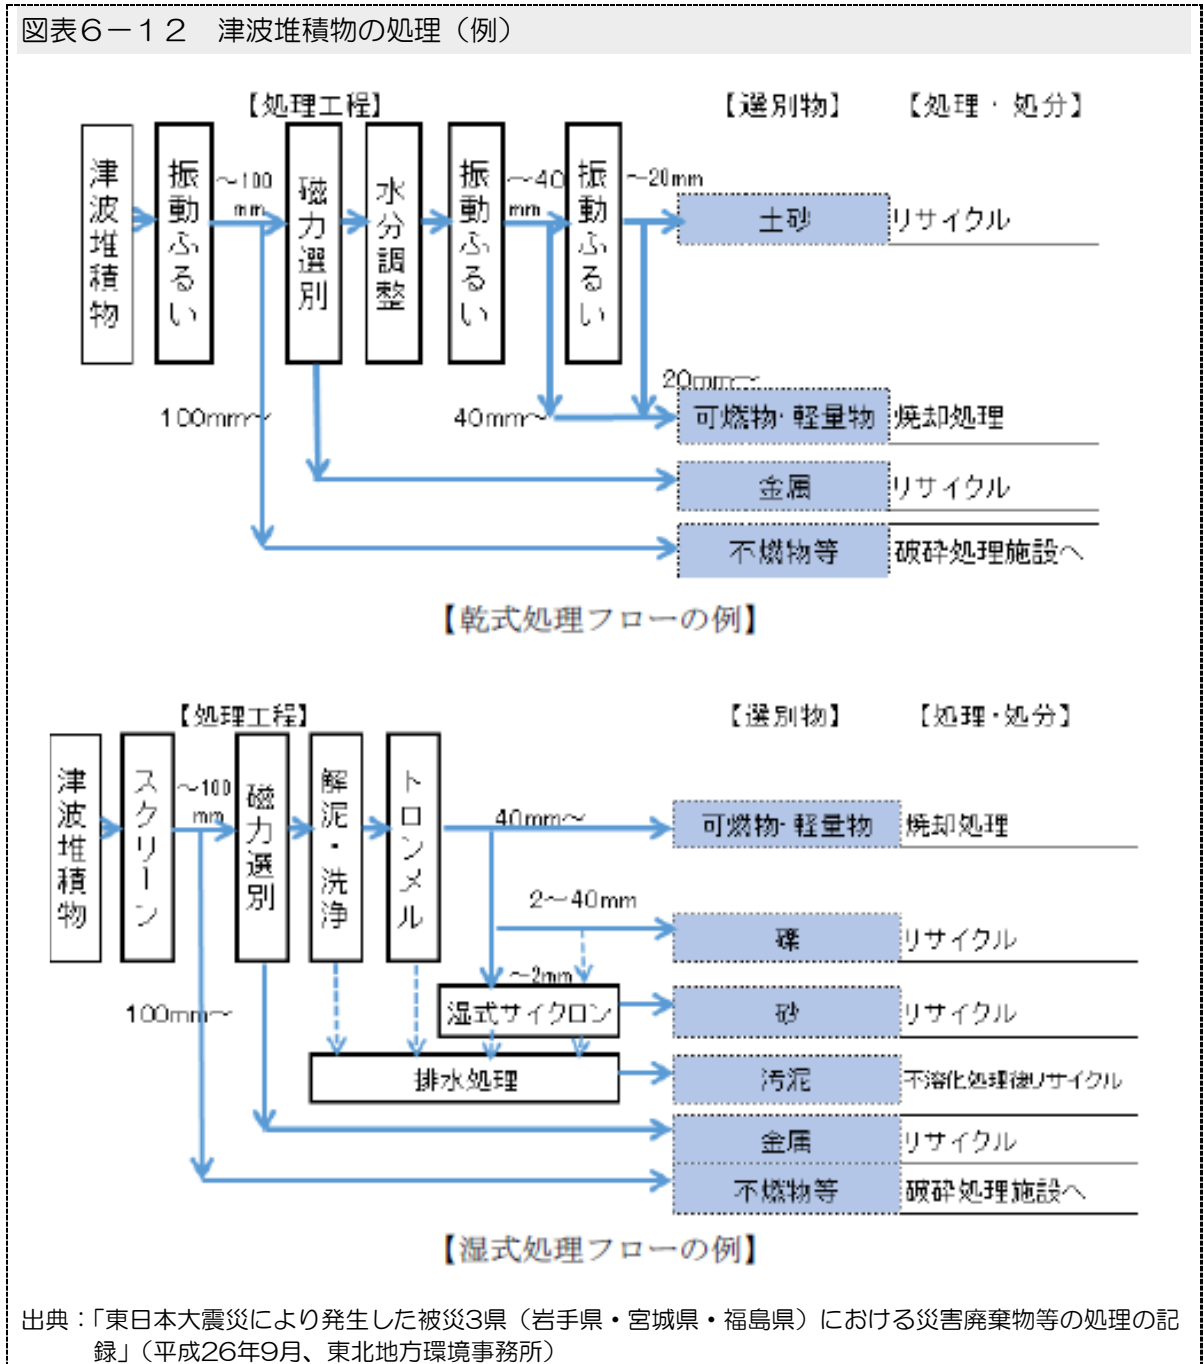 図表6－12　津波堆積物の処理（例）
【処理工程】
【選別物】
【処理・処分】
津波堆積物
振動ふるい
～100
mm
磁力選別
水分調整
振動ふるい
～40
mm
振動ふるい
～20mm
土砂
リサイクル
20mm～
100mm～
40mm～
可燃物・軽量物
焼却処理
金属
リサイクル
不燃物等
破砕処理施設へ
【乾式処理フローの例】
【処理工程】
【選別物】
【処理・処分】
津波堆積物
スクリーン
～100
mm
磁力選別
解泥・洗浄
トロンメル
40mm～
可燃物・軽量物
焼却処理
2～40mm
礫
リサイクル
～2mm
100mm～
湿式サイクロン
砂
リサイクル
排水処理
汚泥
不溶化処理後リサイクル
金属
リサイクル
不燃物等
破砕処理施設へ
【湿式処理フローの例】
出典：「東日本大震災により発生した被災3県（岩手県・宮城県・福島県）における災害廃棄物等の処理の記
録」（平成26年9月、東北地方環境事務所）